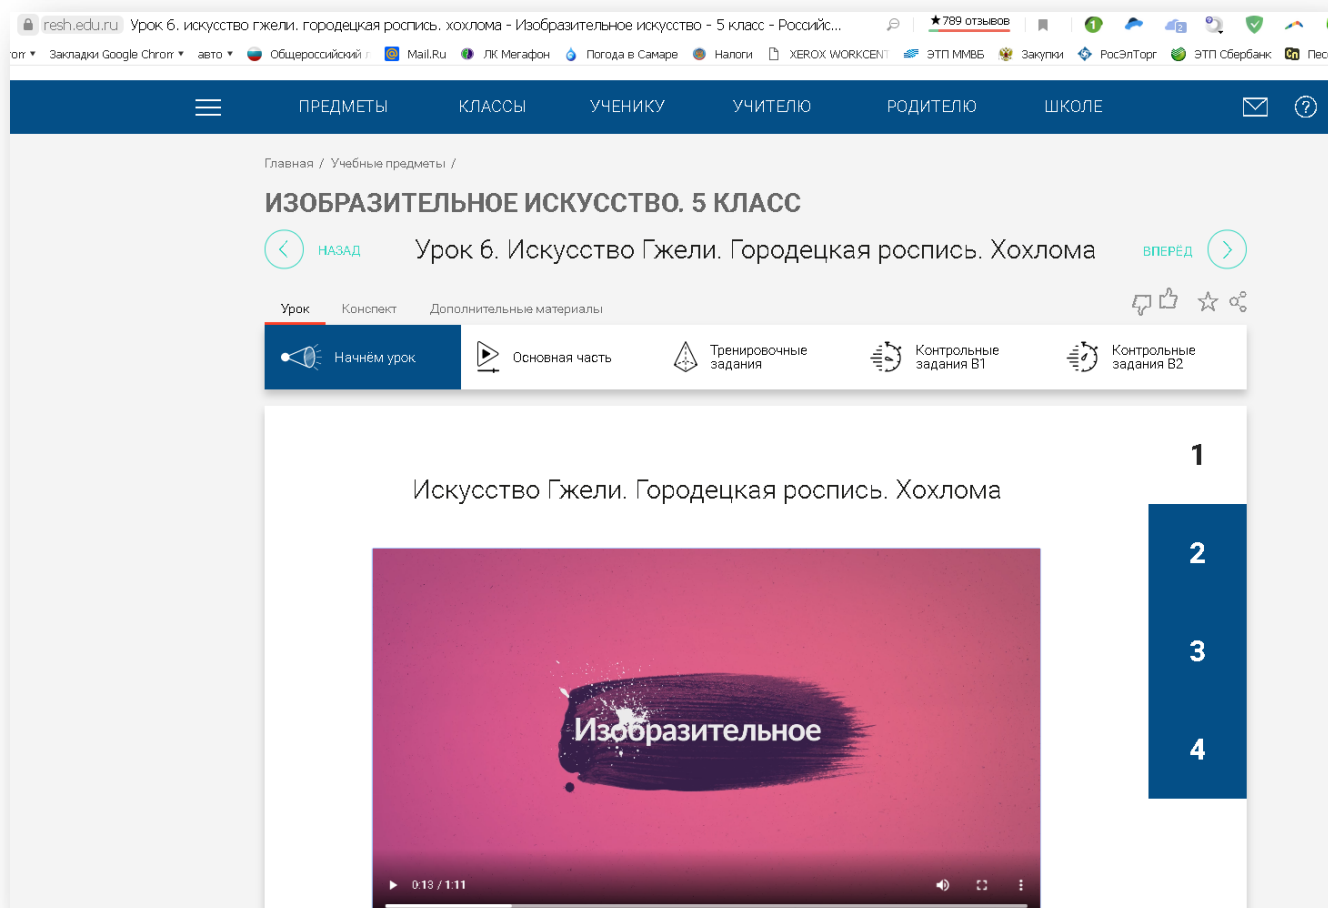 resh.edu.ru Урок 6. искусство гжели. городецкая роспись. хохлома - Изобразительное искусство - 5 класс - Российс... ★789 отзывов
Закладки Google Chrom авто Общероссийский Mail.Ru ЛК Мегафон Погода в Самаре Налоги XEROX WORKCENT ЭТП ММВБ Закупки РосЭлТорг ЭТП Сбербанк
ПРЕДМЕТЫ КЛАССЫ УЧЕНИКУ УЧИТЕЛЮ РОДИТЕЛЮ ШКОЛЕ
Главная / Учебные предметы /
ИЗОБРАЗИТЕЛЬНОЕ ИСКУССТВО. 5 КЛАСС
НАЗАД Урок 6. Искусство Гжели. Городецкая роспись. Хохлома ВПЕРЁД
Урок Конспект Дополнительные материалы
Начнём урок Основная часть Тренировочные задания Контрольные задания В1 Контрольные задания В2
1
Искусство Гжели. Городецкая роспись. Хохлома
2
3
Изобразительное
4
0:13 / 1:11